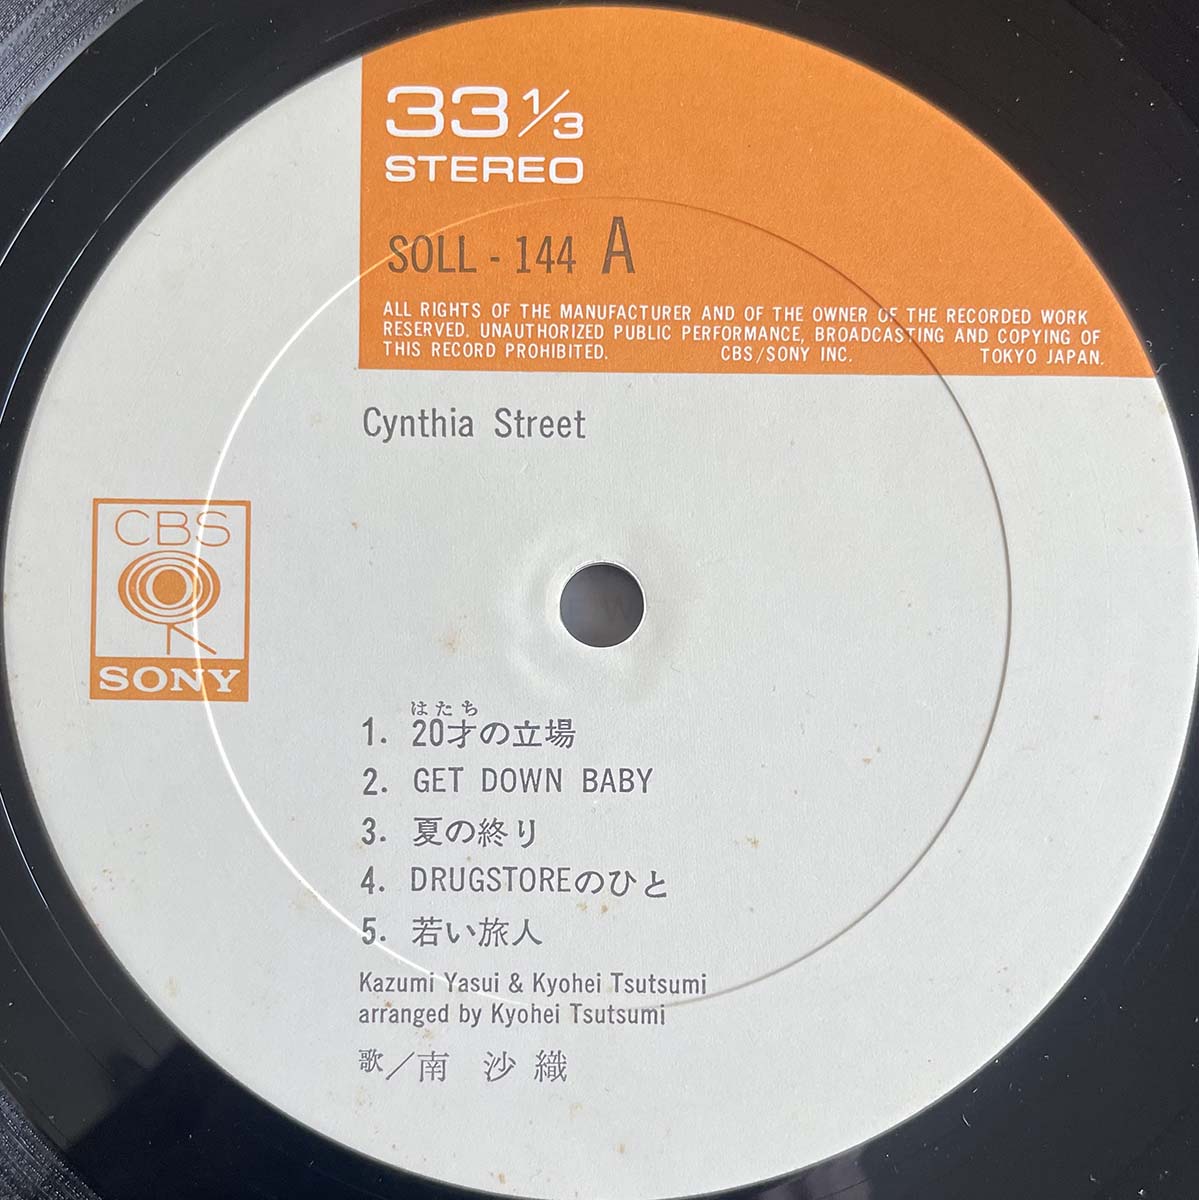 33 1/3
STEREO
SOLL - 144 A
ALL RIGHTS OF THE MANUFACTURER AND OF THE OWNER OF THE RECORDED WORK
RESERVED. UNAUTHORIZED PUBLIC PERFORMANCE, BROADCASTING AND COPYING OF
THIS RECORD PROHIBITED. CBS/SONY INC. TOKYO JAPAN.
Cynthia Street
CBS
SONY
はたち
1. 20才の立場
2. GET DOWN BABY
3. 夏の終り
4. DRUGSTOREのひと
5. 若い旅人
Kazumi Yasui & Kyohei Tsutsumi
arranged by Kyohei Tsutsumi
歌／南 沙 織